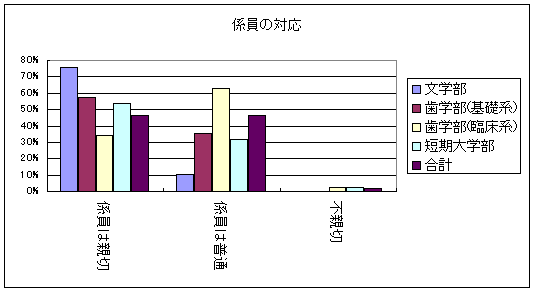 係員の対応
80%
70%
60%
50%
40%
30%
20%
10%
0%
係員は親切
係員は普通
不親切
文学部
歯学部(基礎系)
歯学部(臨床系)
短期大学部
合計